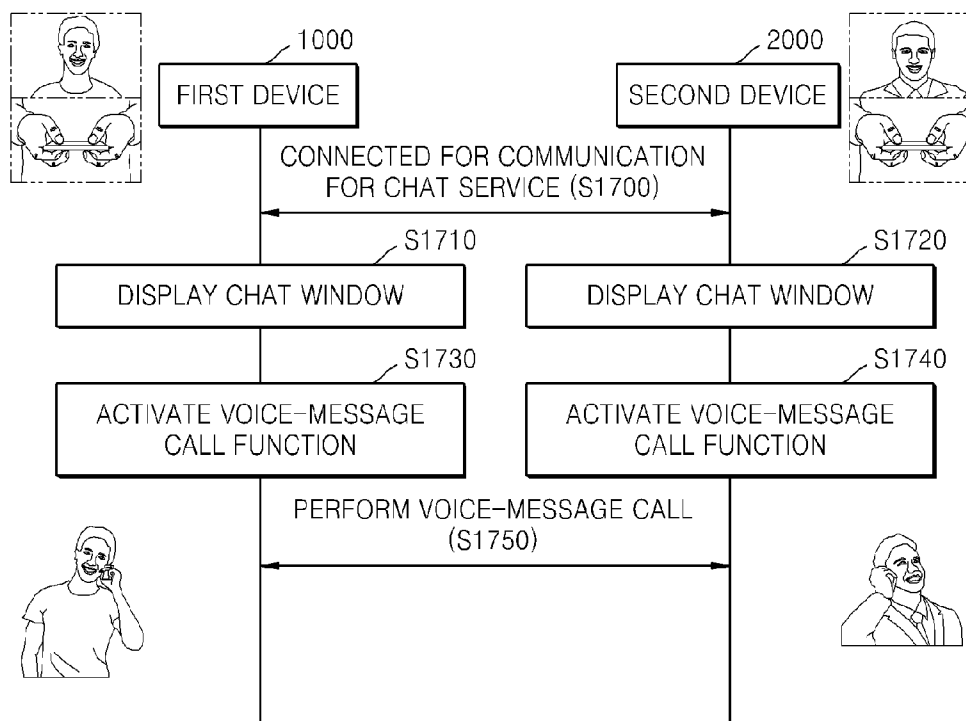 1000
2000
FIRST DEVICE
SECOND DEVICE
CONNECTED FOR COMMUNICATION
FOR CHAT SERVICE (S1700)
S1710
S1720
DISPLAY CHAT WINDOW
DISPLAY CHAT WINDOW
S1730
S1740
ACTIVATE VOICE-MESSAGE
CALL FUNCTION
ACTIVATE VOICE-MESSAGE
CALL FUNCTION
PERFORM VOICE-MESSAGE CALL
(S1750)